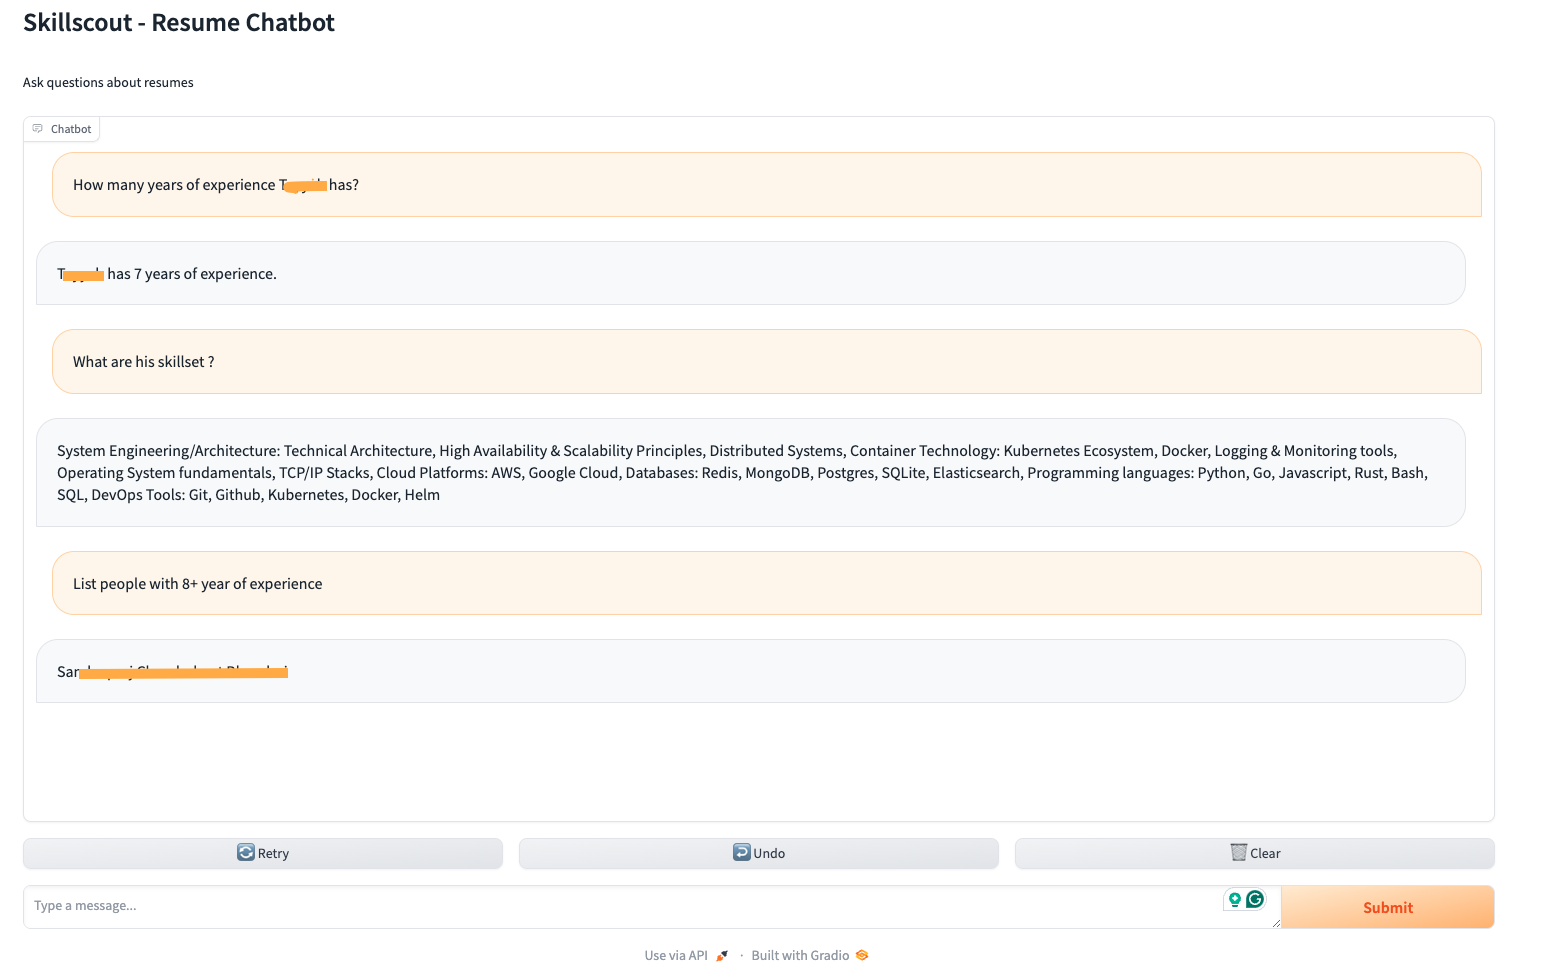 Skillscout - Resume Chatbot
Ask questions about resumes
Chatbot
How many years of experience has?
has 7 years of experience.
What are his skillset ?
System Engineering/Architecture: Technical Architecture, High Availability & Scalability Principles, Distributed Systems, Container Technology: Kubernetes Ecosystem, Docker, Logging & Monitoring tools,
Operating System fundamentals, TCP/IP Stacks, Cloud Platforms: AWS, Google Cloud, Databases: Redis, MongoDB, Postgres, SQLite, Elasticsearch, Programming languages: Python, Go, Javascript, Rust, Bash,
SQL, DevOps Tools: Git, Github, Kubernetes, Docker, Helm
List people with 8+ year of experience
Retry
Undo
Clear
Type a message...
Submit
Use via API · Built with Gradio